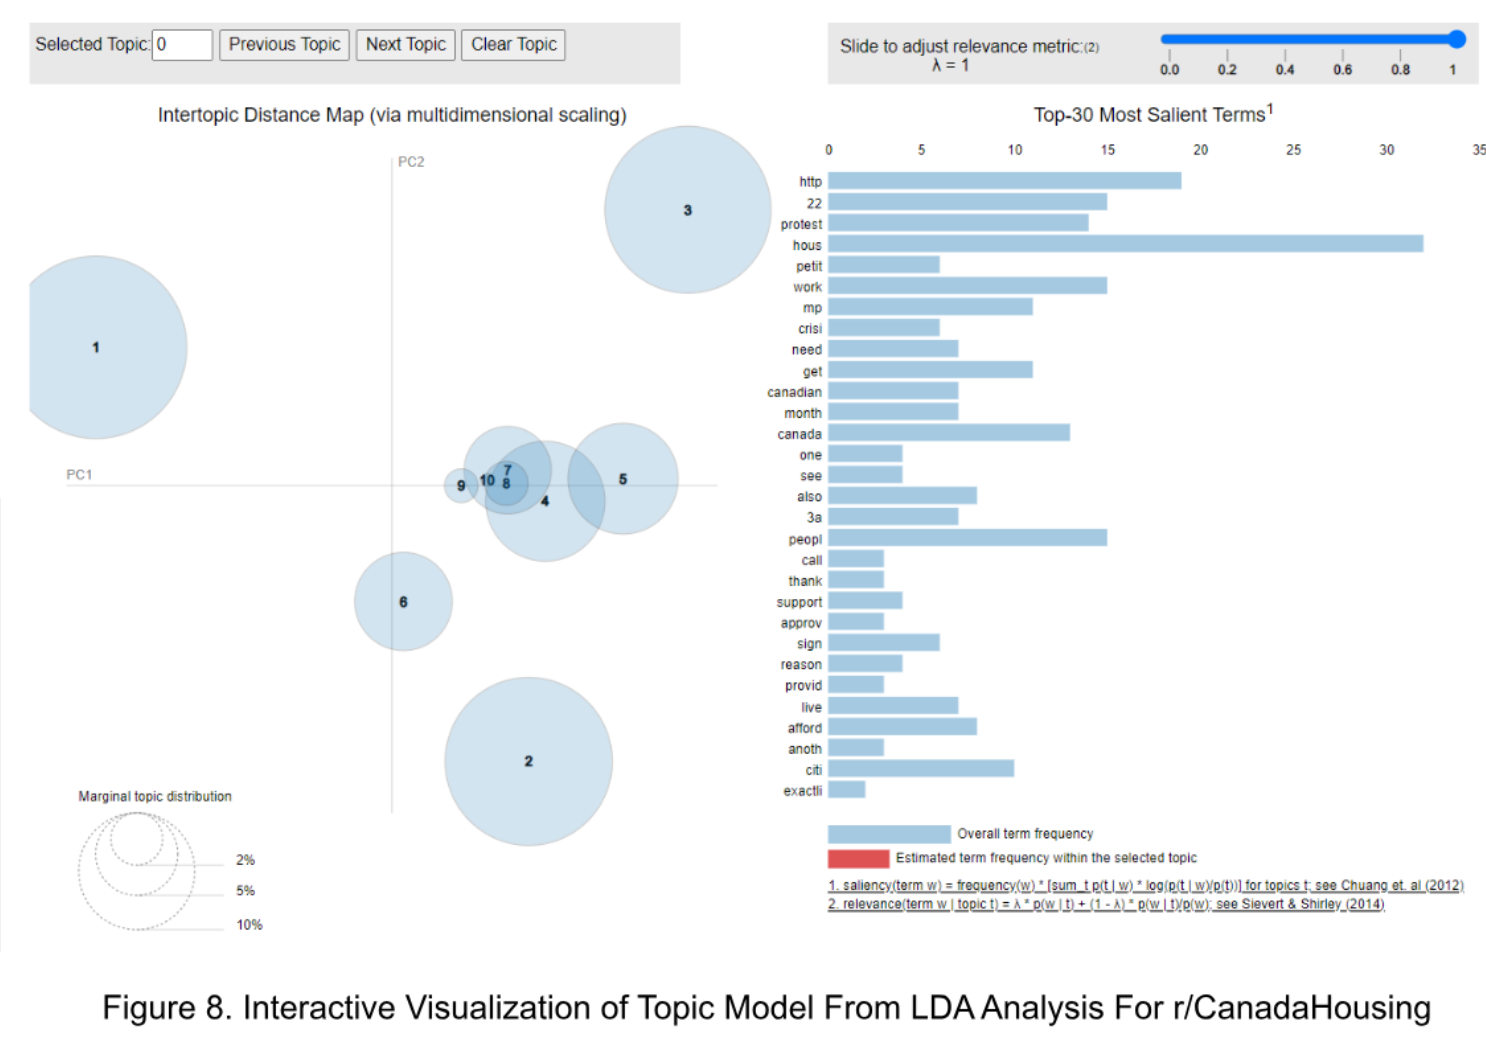 Selected Topic: 0 Previous Topic Next Topic Clear Topic
Slide to adjust relevance metric:(2)
λ = 1
0.0 0.2 0.4 0.6 0.8 1
Intertopic Distance Map (via multidimensional scaling)
PC2
PC1
3
1
7
10
9
8
5
4
6
2
Marginal topic distribution
2%
5%
10%
Top-30 Most Salient Terms1
0 5 10 15 20 25 30 35
http
22
protest
hous
petit
work
mp
crisi
need
get
canadian
month
canada
one
see
also
3a
peopl
call
thank
support
approv
sign
reason
provid
live
afford
anoth
citi
exactli
Overall term frequency
Estimated term frequency within the selected topic
1. saliency(term w) = frequency(w) * [sum_t p(t | w) * log(p(t | w)/p(t))] for topics t; see Chuang et. al (2012)
2. relevance(term w | topic t) = λ * p(w | t) + (1 - λ) * p(w | t)/p(w); see Sievert & Shirley (2014)
Figure 8. Interactive Visualization of Topic Model From LDA Analysis For r/CanadaHousing